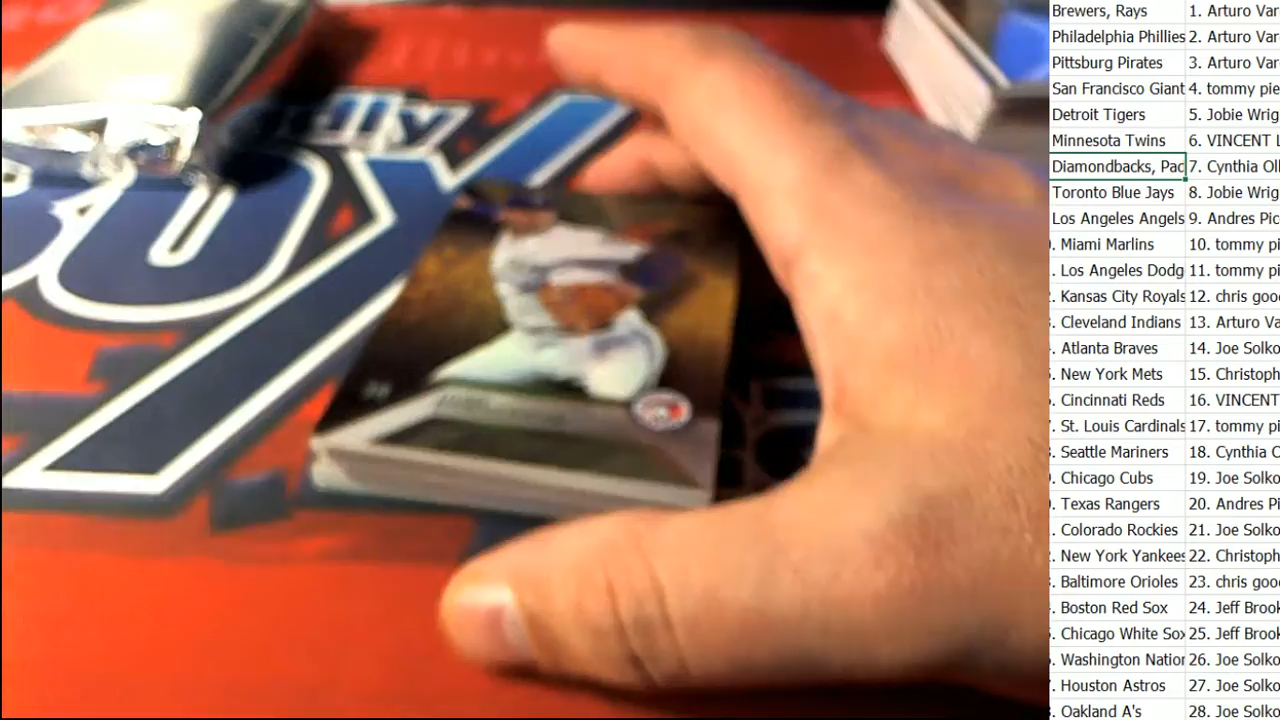 Brewers, Rays 1. Arturo Var
Philadelphia Phillies 2. Arturo Var
Pittsburg Pirates 3. Arturo Var
San Francisco Giant 4. tommy pie
Detroit Tigers 5. Jobie Wrig
Minnesota Twins 6. VINCENT L
Diamondbacks, Pad 7. Cynthia Oll
Toronto Blue Jays 8. Jobie Wrig
Los Angeles Angels 9. Andres Pic
Miami Marlins 10. tommy pi
Los Angeles Dodg 11. tommy pi
Kansas City Royals 12. chris goo
Cleveland Indians 13. Arturo Va
Atlanta Braves 14. Joe Solko
New York Mets 15. Christoph
Cincinnati Reds 16. VINCENT
St. Louis Cardinals 17. tommy pi
Seattle Mariners 18. Cynthia O
Chicago Cubs 19. Joe Solko
Texas Rangers 20. Andres Pi
Colorado Rockies 21. Joe Solko
New York Yankees 22. Christoph
Baltimore Orioles 23. chris goo
Boston Red Sox 24. Jeff Brook
Chicago White Sox 25. Jeff Brook
Washington Nation 26. Joe Solko
Houston Astros 27. Joe Solko
Oakland A's 28. Joe Solko